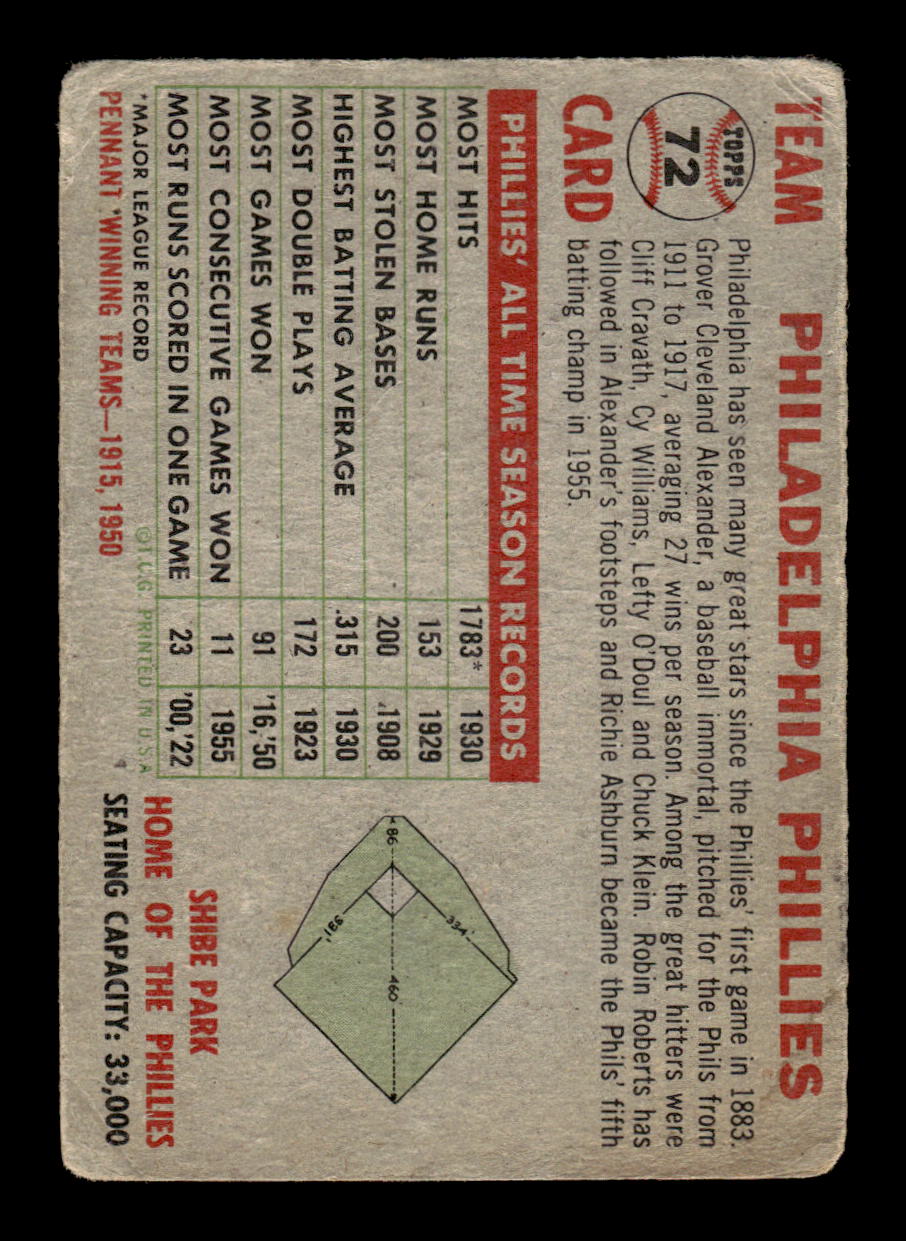 TEAM
TOPPS
72
CARD
PHILADELPHIA PHILLIES
Philadelphia has seen many great stars since the Phillies' first game in 1883.
Grover Cleveland Alexander, a baseball immortal, pitched for the Phils from
1911 to 1917, averaging 27 wins per season. Among the great hitters were
Cliff Cravath, Cy Williams, Lefty O'Doul and Chuck Klein. Robin Roberts has
followed in Alexander's footsteps and Richie Ashburn became the Phils' fifth
batting champ in 1955.
PHILLIES' ALL TIME SEASON RECORDS
MOST HITS 1783* 1930
MOST HOME RUNS 153 1929
MOST STOLEN BASES 200 1908
HIGHEST BATTING AVERAGE .315 1930
MOST DOUBLE PLAYS 172 1923
MOST GAMES WON 91 '16,'50
MOST CONSECUTIVE GAMES WON 11 1955
MOST RUNS SCORED IN ONE GAME 23 '00,'22
*MAJOR LEAGUE RECORD
©T.C.G. PRINTED IN U.S.A.
PENNANT WINNING TEAMS—1915, 1950
86
334'
460
SHIBE PARK
HOME OF THE PHILLIES
SEATING CAPACITY: 33,000